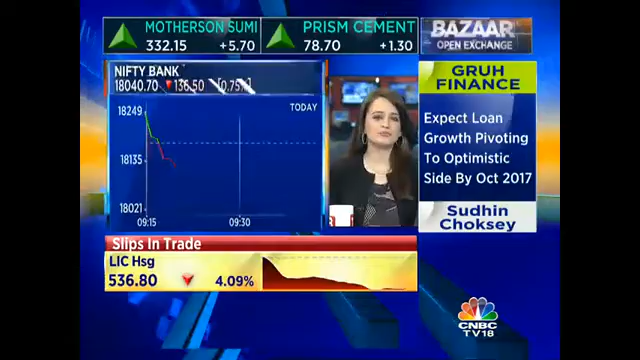 MOTHERSON SUMI
332.15 +5.70
PRISM CEMENT
78.70 +1.30
BAZAAR
OPEN EXCHANGE
NIFTY BANK
18040.70 136.50
TODAY
18249
18135
18021
09:15 09:30
GRUH
FINANCE
Expect Loan
Growth Pivoting
To Optimistic
Side By Oct 2017
Sudhin
Choksey
Slips In Trade
LIC Hsg
536.80 4.09%
CNBC
TV18